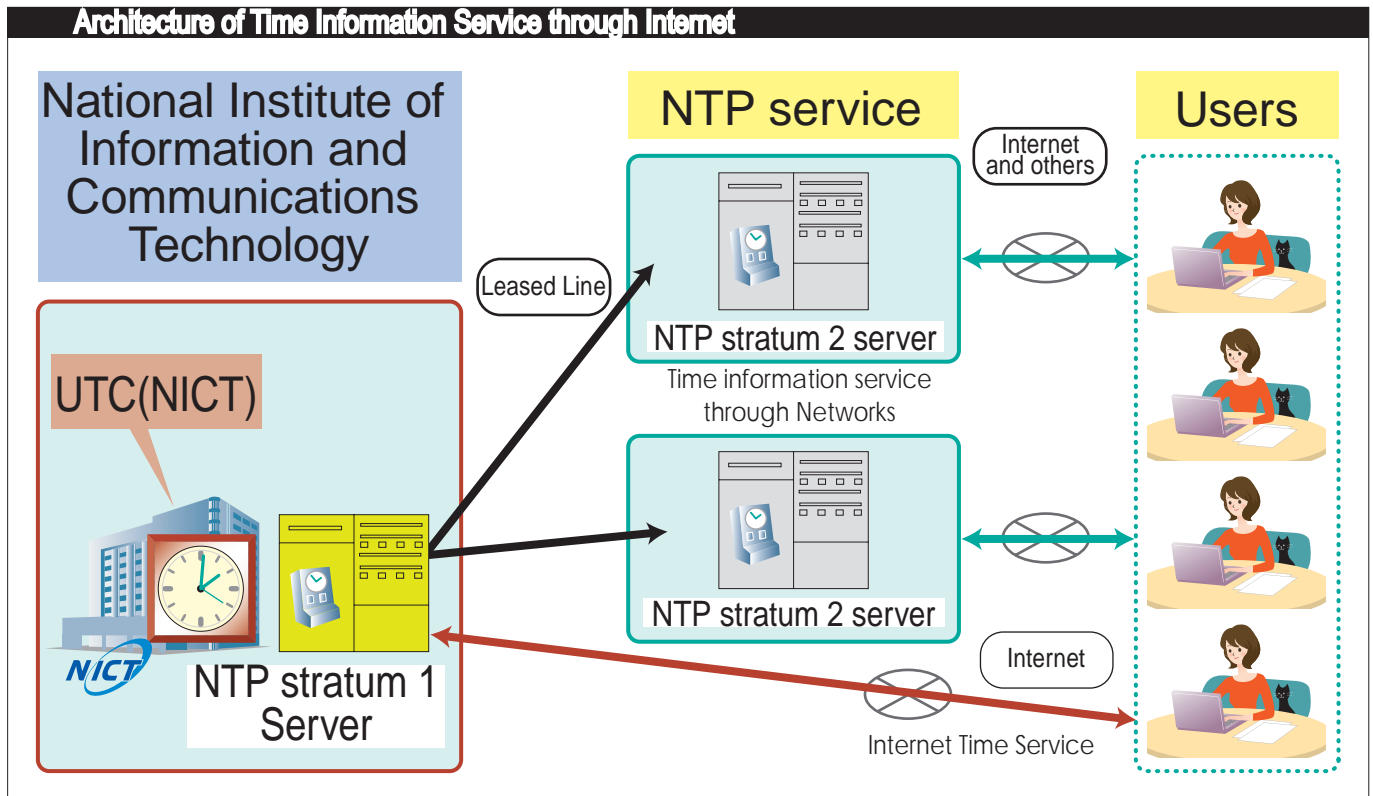 Architecture of Time Information Service through Internet
National Institute of
Information and
Communications
Technology
NTP service
Users
Internet
and others
Leased Line
NTP stratum 2 server
Time information service
through Networks
UTC(NICT)
NTP stratum 2 server
NICT
NTP stratum 1
Server
Internet
Internet Time Service